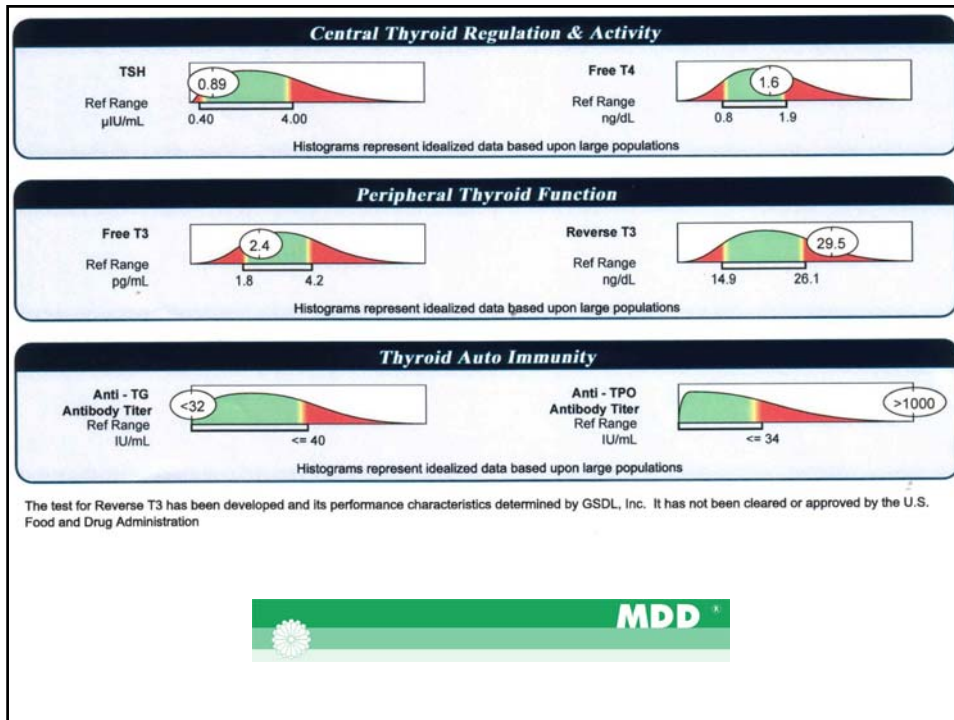 Central Thyroid Regulation & Activity
TSH
0.89
Ref Range
µIU/mL
0.40
4.00
Free T4
1.6
Ref Range
ng/dL
0.8
1.9
Histograms represent idealized data based upon large populations
Peripheral Thyroid Function
Free T3
2.4
Ref Range
pg/mL
1.8
4.2
Reverse T3
29.5
Ref Range
ng/dL
14.9
26.1
Histograms represent idealized data based upon large populations
Thyroid Auto Immunity
Anti - TG
Antibody Titer
<32
Ref Range
IU/mL
<= 40
Anti - TPO
Antibody Titer
>1000
Ref Range
IU/mL
<= 34
Histograms represent idealized data based upon large populations
The test for Reverse T3 has been developed and its performance characteristics determined by GSDL, Inc. It has not been cleared or approved by the U.S.
Food and Drug Administration
MDD ®